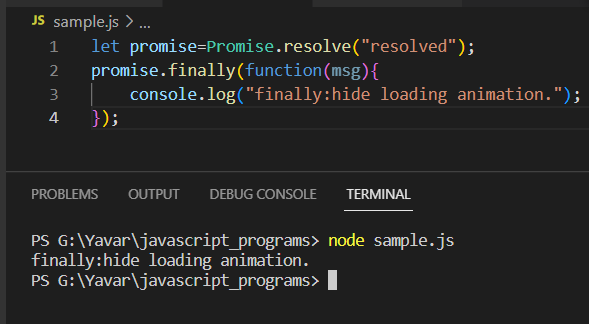 JS sample.js > ...
1 let promise=Promise.resolve("resolved");
2 promise.finally(function(msg){
3     console.log("finally:hide loading animation.");
4 });
PROBLEMS OUTPUT DEBUG CONSOLE TERMINAL
PS G:\Yavar\javascript_programs> node sample.js
finally:hide loading animation.
PS G:\Yavar\javascript_programs>